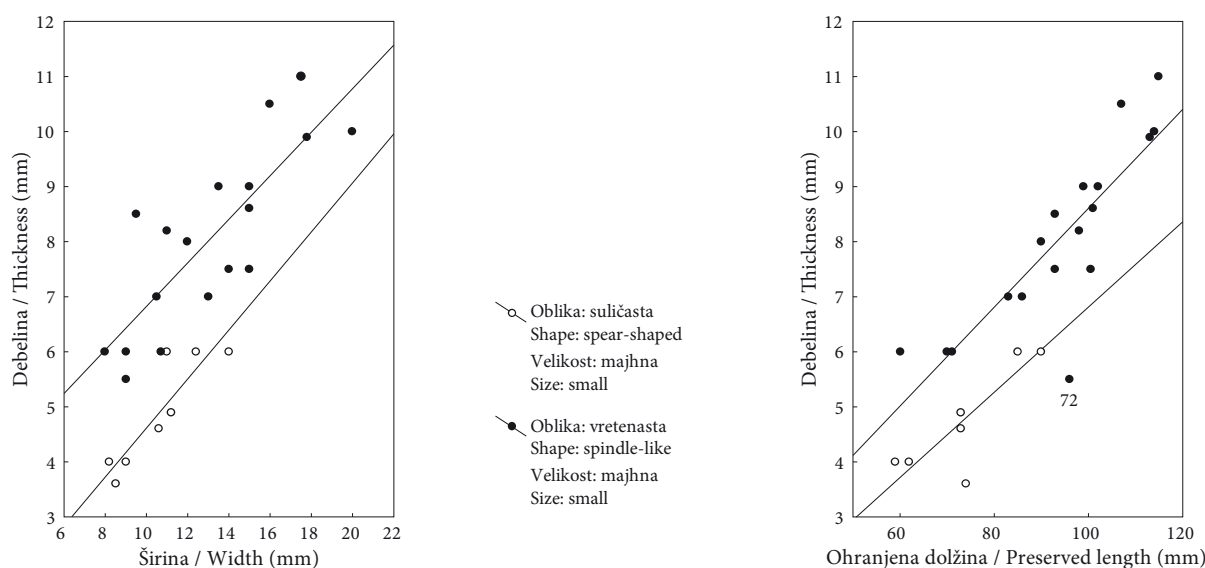 12
11
10
9
8
7
6
5
4
3
Debelina / Thickness (mm)
6 8 10 12 14 16 18 20 22
Širina / Width (mm)
Oblika: suličasta
Shape: spear-shaped
Velikost: majhna
Size: small
Oblika: vretenasta
Shape: spindle-like
Velikost: majhna
Size: small
12
11
10
9
8
7
6
5
4
3
Debelina / Thickness (mm)
72
60 80 100 120
Ohranjena dolžina / Preserved length (mm)